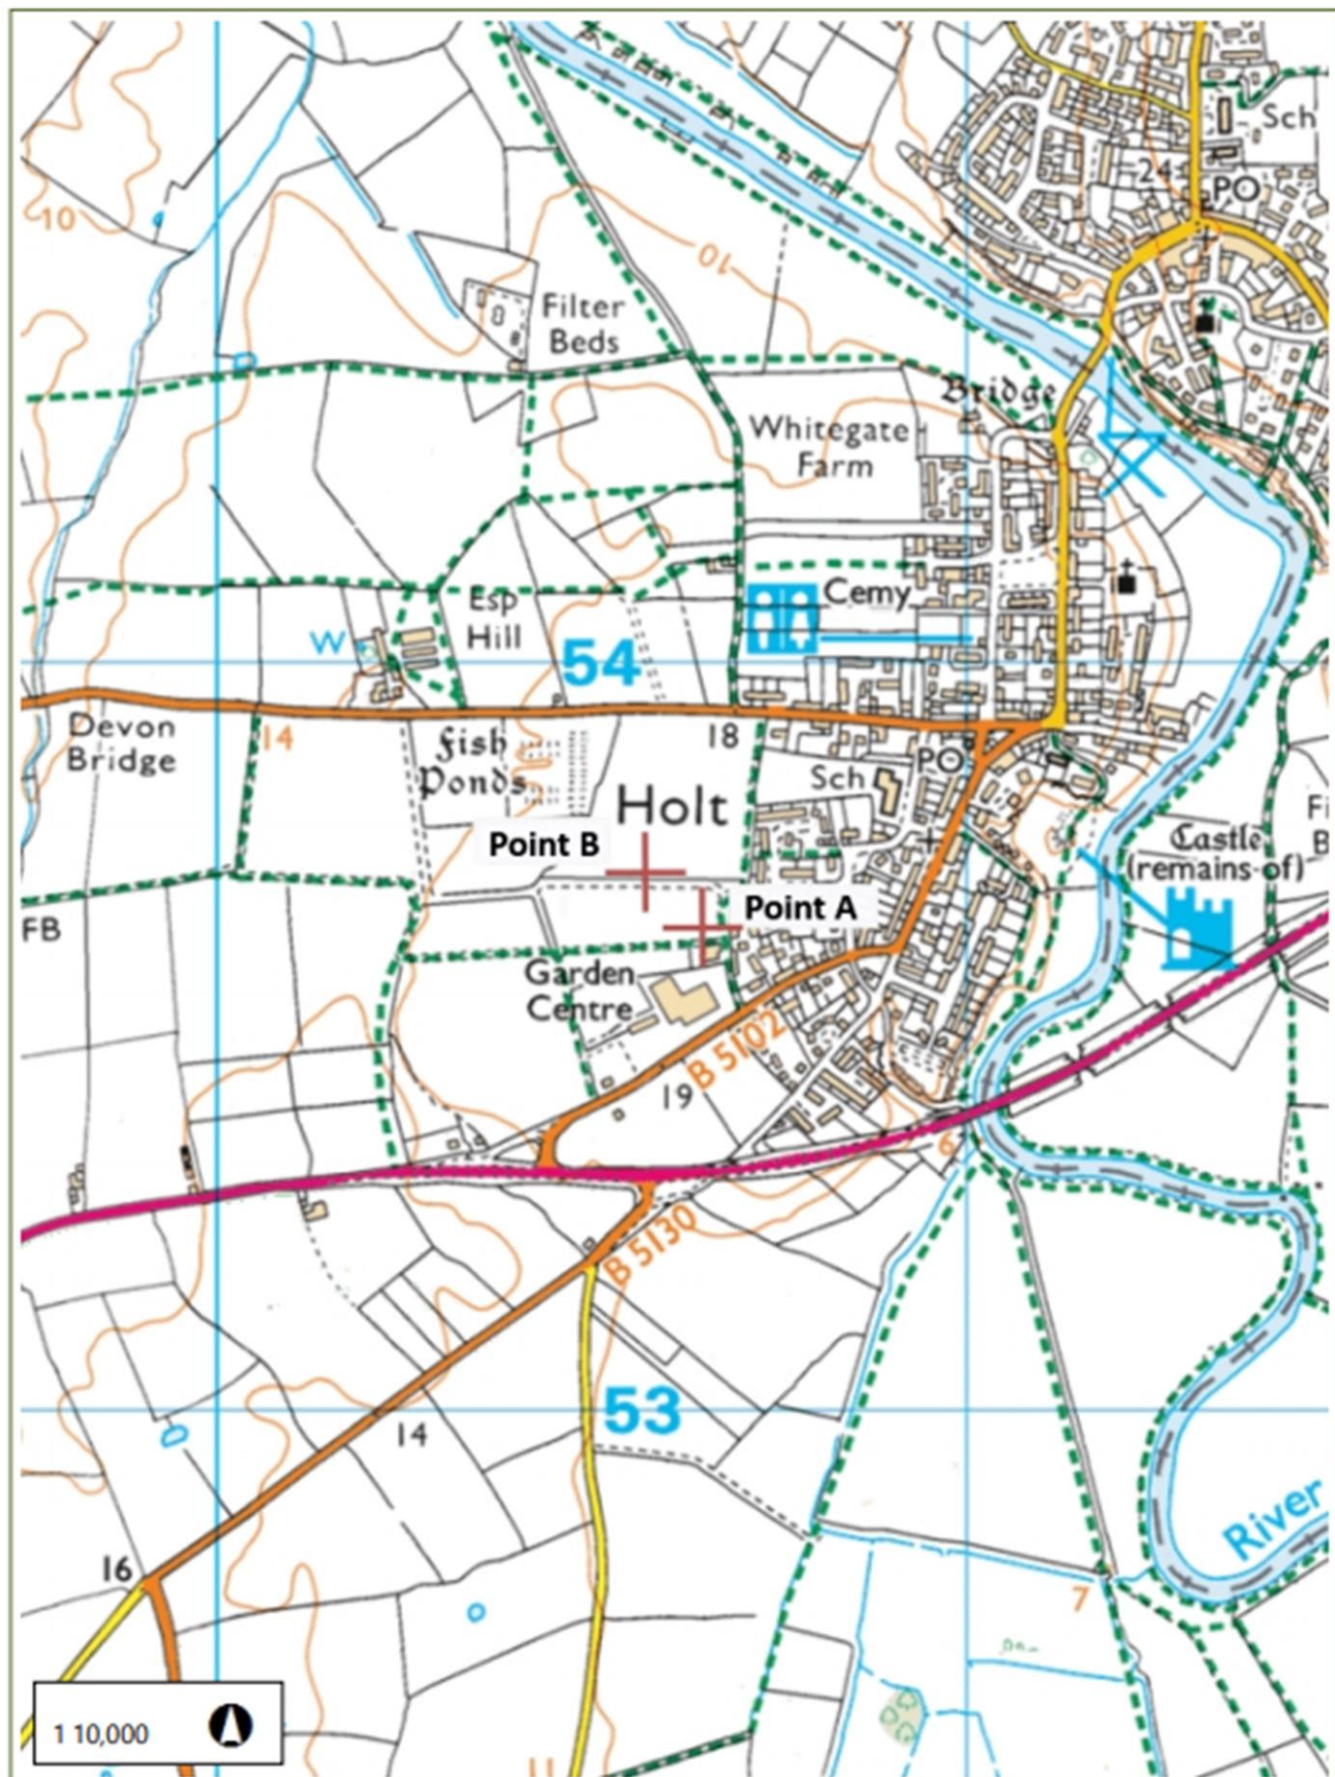 Sch
24
PO
10
10
Filter
Beds
Bridge
Whitegate
Farm
Cemy
Esp
Hill
W
54
Devon
Bridge
14
Fish
Ponds
18
PO
Sch
Holt
Point B
Castle
(remains of)
Point A
FB
Garden
Centre
B 5102
19
6
B 5130
53
14
River
16
7
1 10,000
11